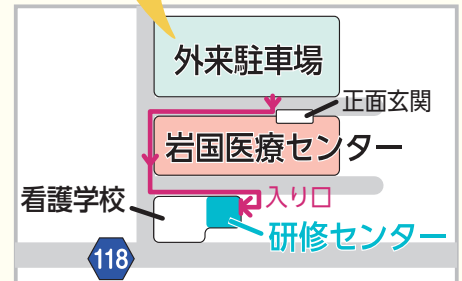 外来駐車場
正面玄関
岩国医療センター
看護学校
入り口
研修センター
118